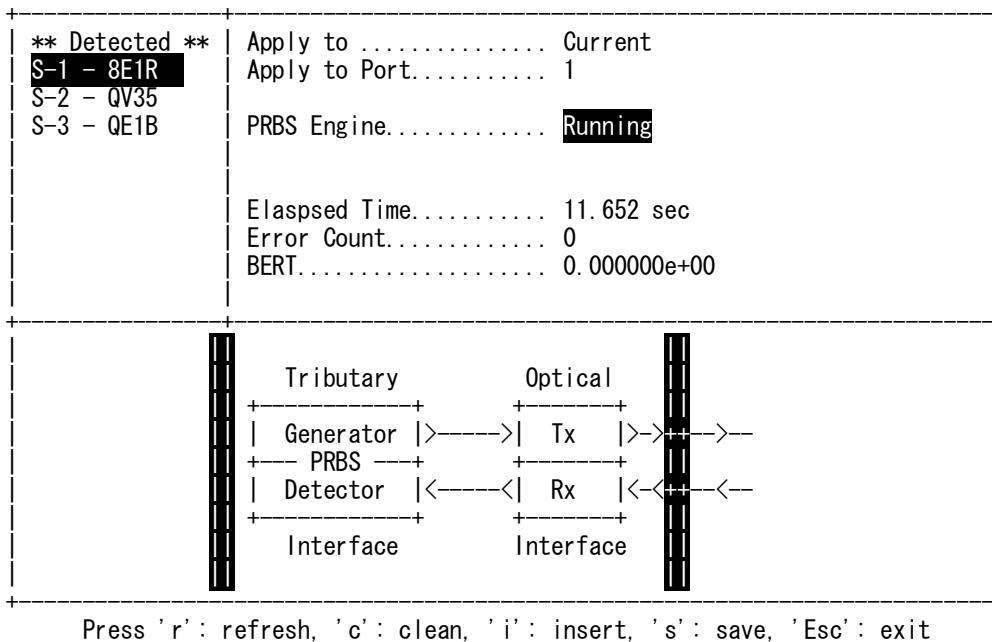 ** Detected ** Apply to ............... Current
S-1 - 8E1R Apply to Port........... 1
S-2 - QV35
S-3 - QE1B PRBS Engine............. Running
Elaspsed Time........... 11.652 sec
Error Count............. 0
BERT.................... 0.000000e+00
Tributary Optical
Generator Tx
PRBS
Detector Rx
Interface Interface
Press 'r': refresh, 'c': clean, 'i': insert, 's': save, 'Esc': exit